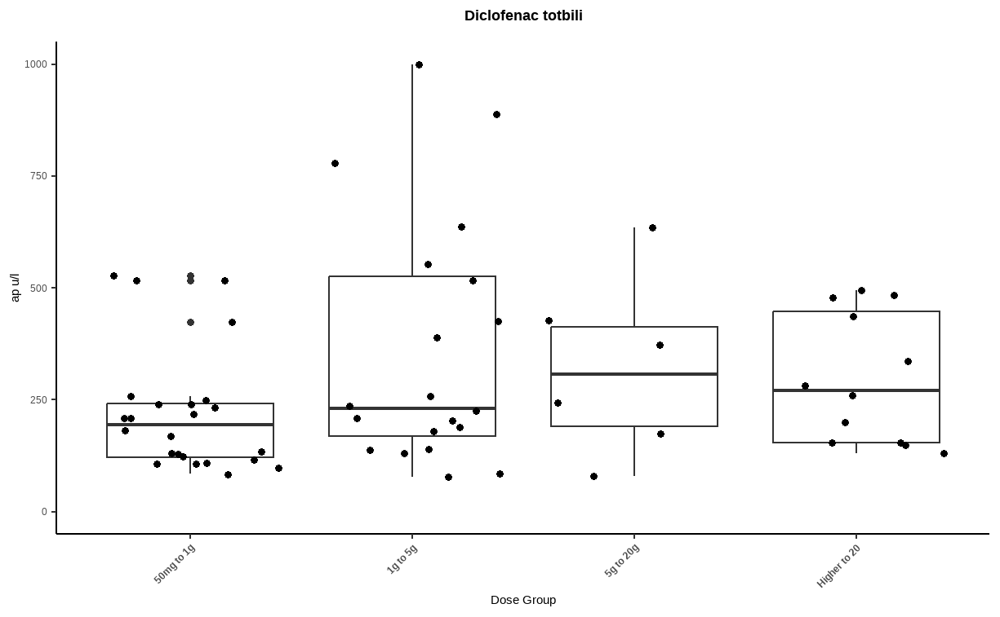 Diclofenac totbili
1000
750
500
250
0
ap u/l
50mg to 1g
1g to 5g
5g to 20g
Higher to 20
Dose Group